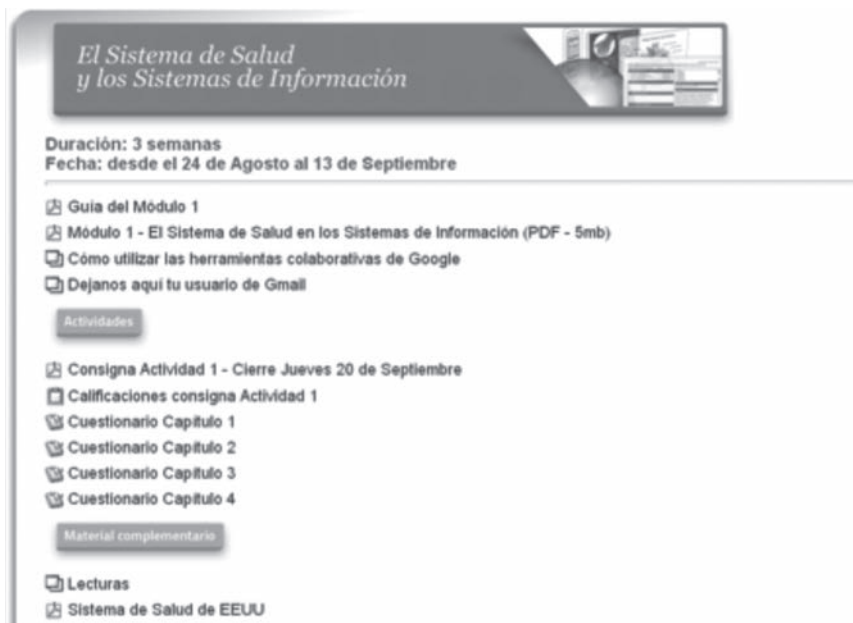 El Sistema de Salud
y los Sistemas de Información
Duración: 3 semanas
Fecha: desde el 24 de Agosto al 13 de Septiembre
Guía del Módulo 1
Módulo 1 - El Sistema de Salud en los Sistemas de Información (PDF - 5mb)
Cómo utilizar las herramientas colaborativas de Google
Dejanos aquí tu usuario de Gmail
Actividades
Consigna Actividad 1 - Cierre Jueves 20 de Septiembre
Calificaciones consigna Actividad 1
Cuestionario Capítulo 1
Cuestionario Capítulo 2
Cuestionario Capítulo 3
Cuestionario Capítulo 4
Material complementario
Lecturas
Sistema de Salud de EEUU